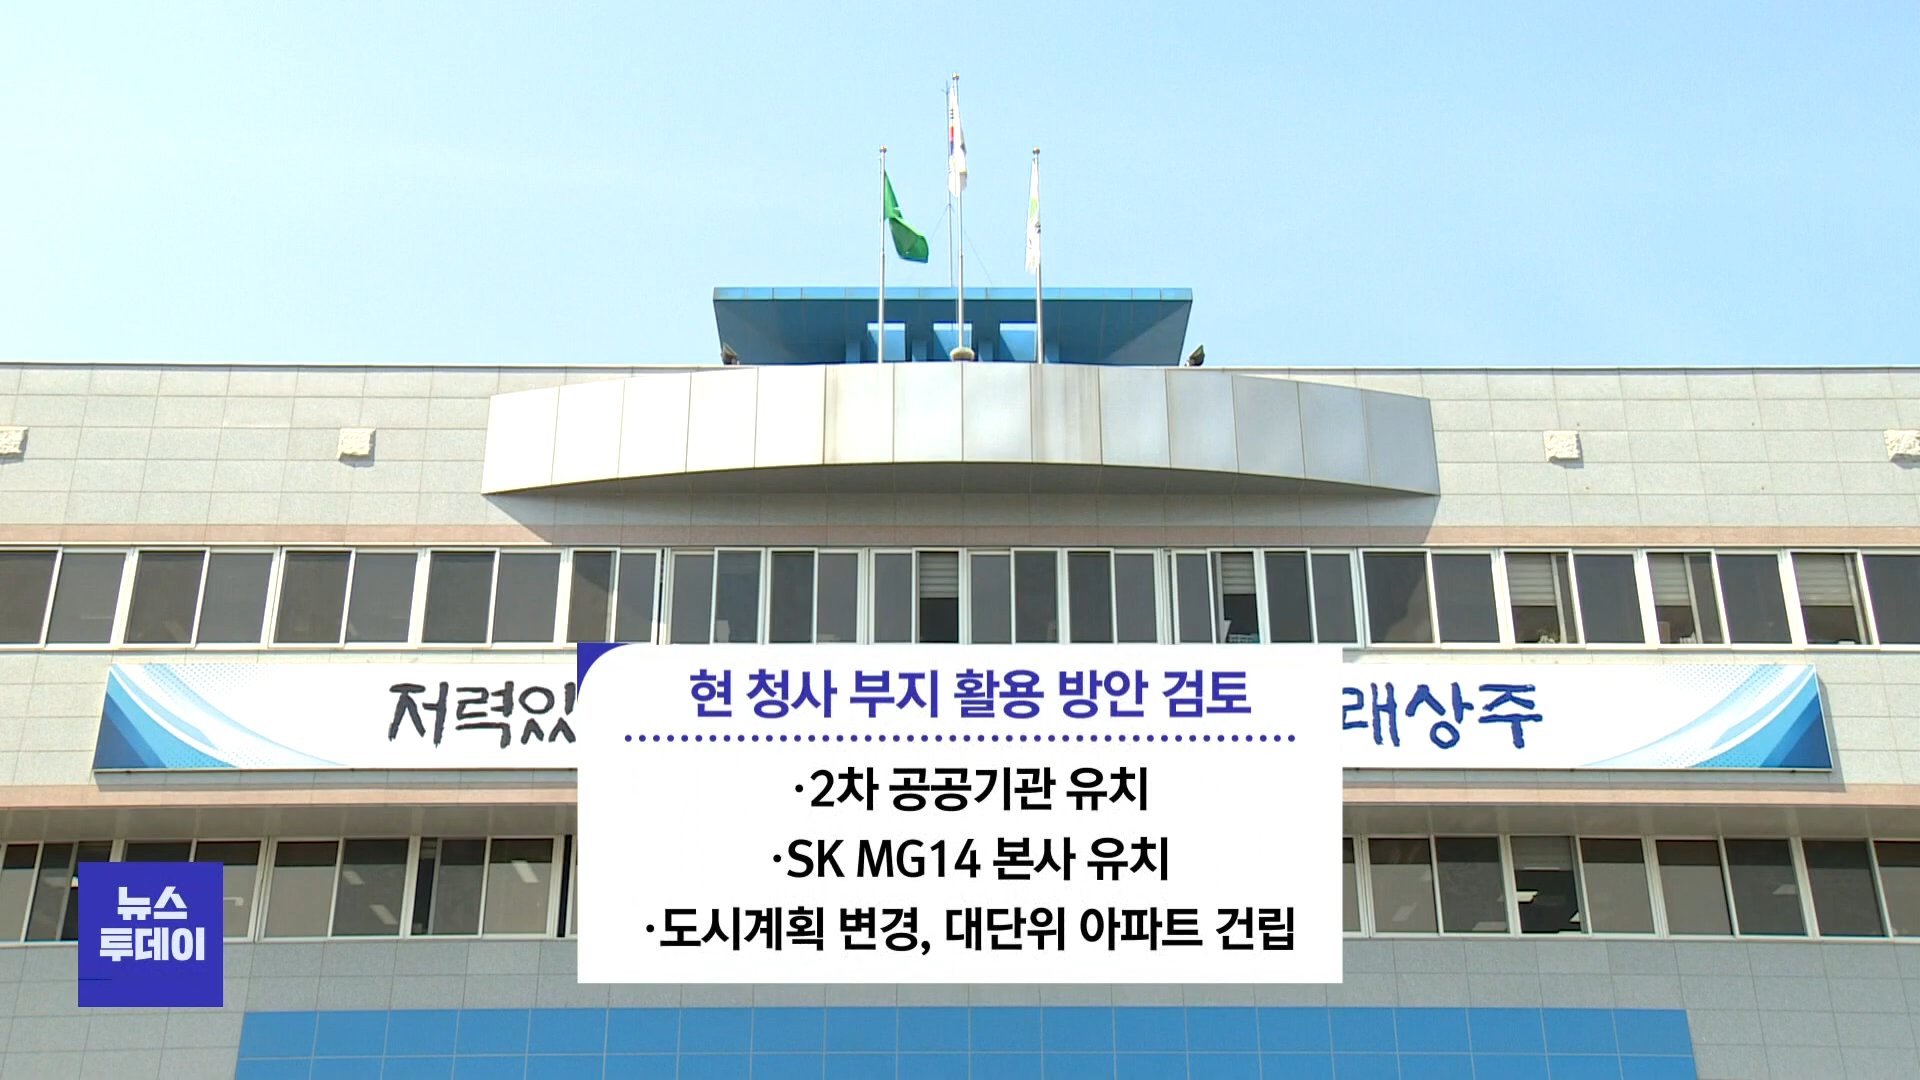 저력있
래상주
현 청사 부지 활용 방안 검토
·2차 공공기관 유치
·SK MG14 본사 유치
·도시계획 변경, 대단위 아파트 건립
뉴스
투데이